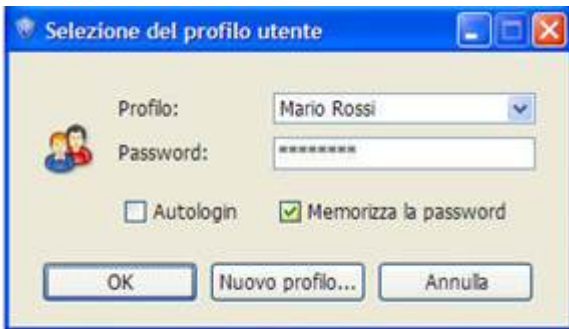 Selezione del profilo utente
Profilo: Mario Rossi
Password: ********
Autologin Memorizza la password
OK Nuovo profilo... Annulla